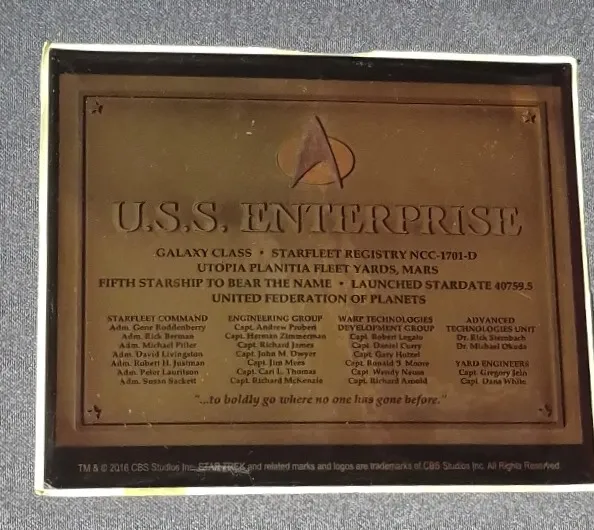 U.S.S. ENTERPRISE
GALAXY CLASS • STARFLEET REGISTRY NCC-1701-D
UTOPIA PLANITIA FLEET YARDS, MARS
FIFTH STARSHIP TO BEAR THE NAME • LAUNCHED STARDATE 40759.5
UNITED FEDERATION OF PLANETS
STARFLEET COMMAND
Adm. Gene Roddenberry
Adm. Rick Berman
Adm. Michael Piller
Adm. David Livingston
Adm. Robert H. Justman
Adm. Peter Lauritson
Adm. Susan Sackett
ENGINEERING GROUP
Capt. Andrew Probert
Capt. Herman Zimmerman
Capt. Richard James
Capt. John M. Dwyer
Capt. Jim Mees
Capt. Cari L. Thomas
Capt. Richard McKenzie
WARP TECHNOLOGIES
DEVELOPMENT GROUP
Capt. Robert Legato
Capt. Daniel Curry
Capt. Gary Hutzel
Capt. Ronald B. Moore
Capt. Wendy Neuss
Capt. Richard Arnold
ADVANCED
TECHNOLOGIES UNIT
Dr. Rick Sternbach
Dr. Michael Okuda
YARD ENGINEERS
Capt. Gregory Jein
Capt. Dana White
"...to boldly go where no one has gone before."
TM & © 2016 CBS Studios Inc. STAR TREK and related marks and logos are trademarks of CBS Studios Inc. All Rights Reserved.